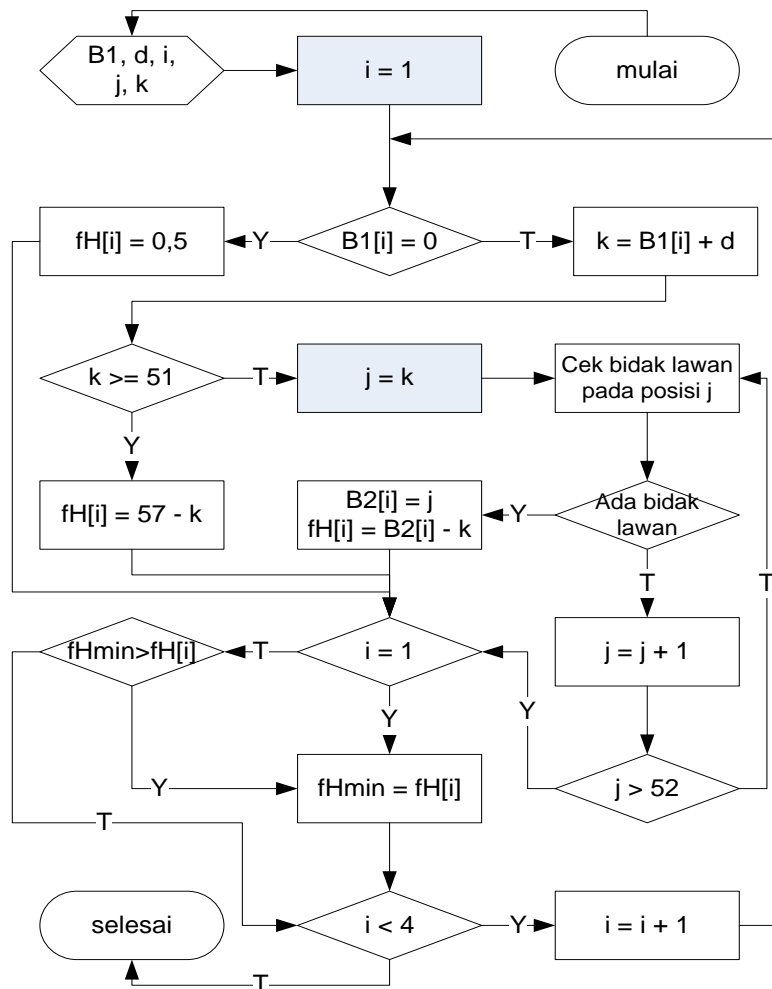 B1, d, i,
j, k
i = 1
mulai
fH[i] = 0,5
Y
B1[i] = 0
T
k = B1[i] + d
k >= 51
T
j = k
Cek bidak lawan
pada posisi j
Y
fH[i] = 57 - k
B2[i] = j
fH[i] = B2[i] - k
Y
Ada bidak
lawan
T
T
fHmin>fH[i]
T
i = 1
j = j + 1
Y
Y
Y
fHmin = fH[i]
j > 52
T
selesai
i < 4
Y
i = i + 1
T